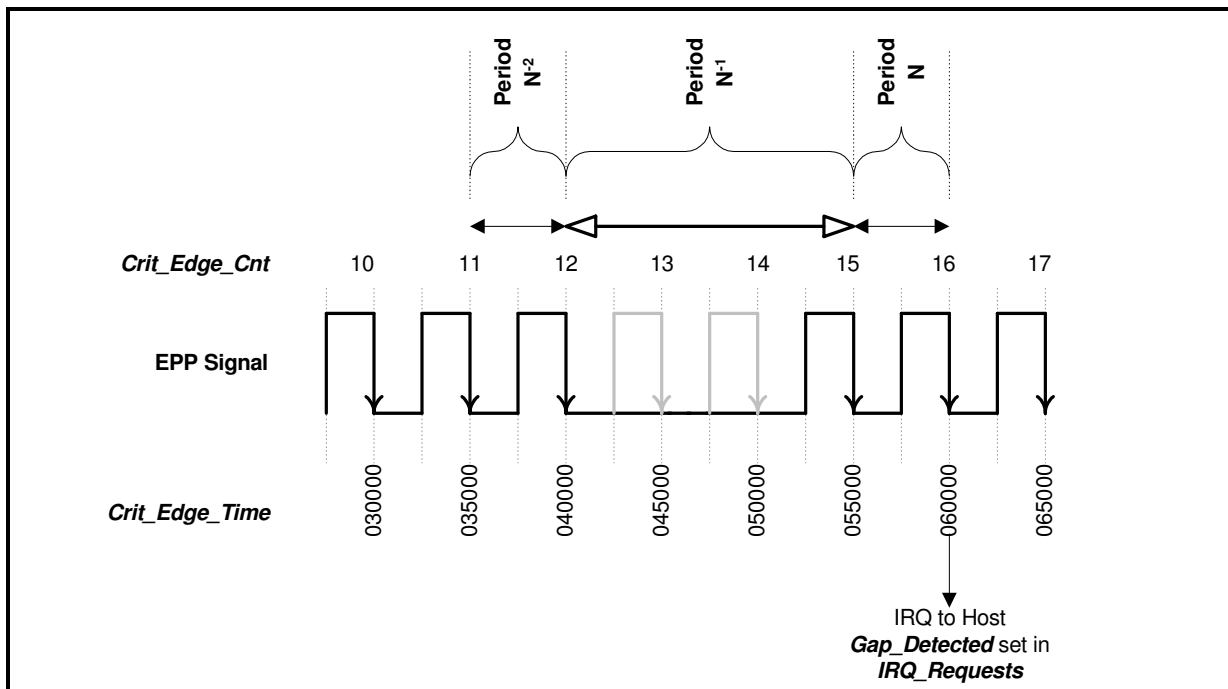 Period
N-2
Period
N-1
Period
N
Crit_Edge_Cnt 10 11 12 13 14 15 16 17
EPP Signal
Crit_Edge_Time 030000 035000 040000 045000 050000 055000 060000 065000
IRQ to Host
Gap_Detected set in
IRQ_Requests